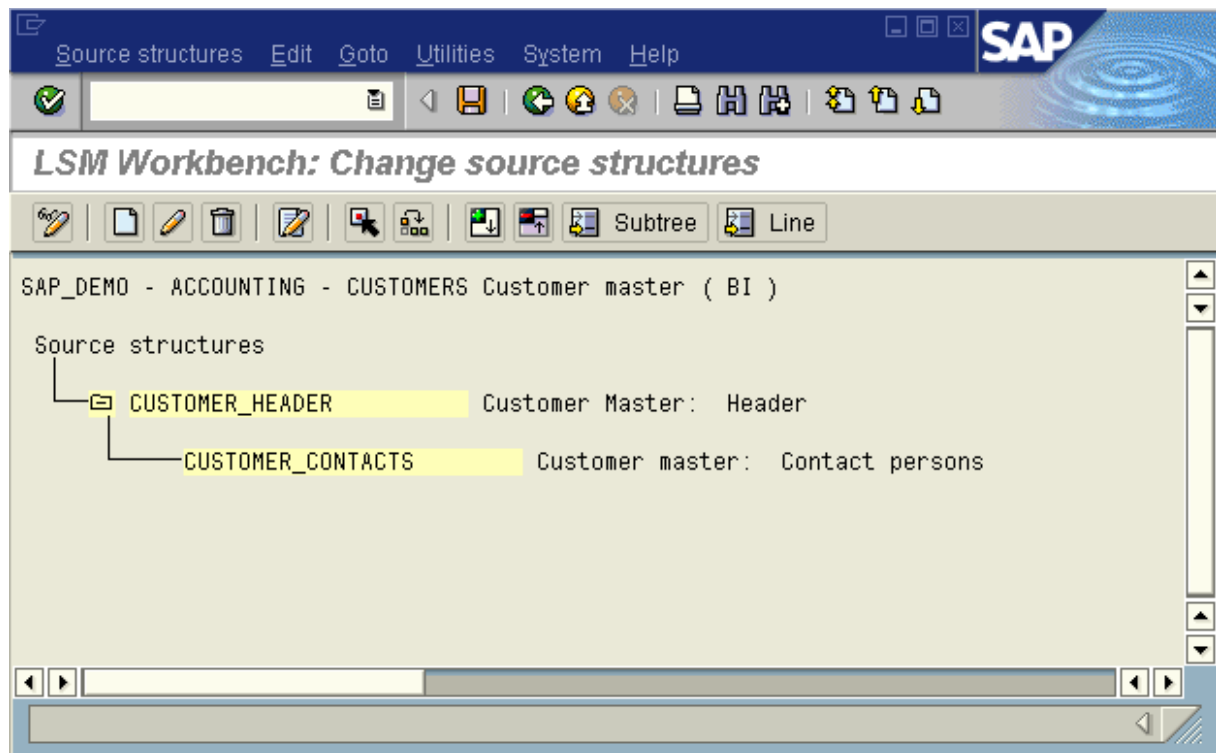 Source structures Edit Goto Utilities System Help
SAP
LSM Workbench: Change source structures
Subtree Line
SAP_DEMO - ACCOUNTING - CUSTOMERS Customer master ( BI )
Source structures
CUSTOMER_HEADER Customer Master: Header
CUSTOMER_CONTACTS Customer master: Contact persons